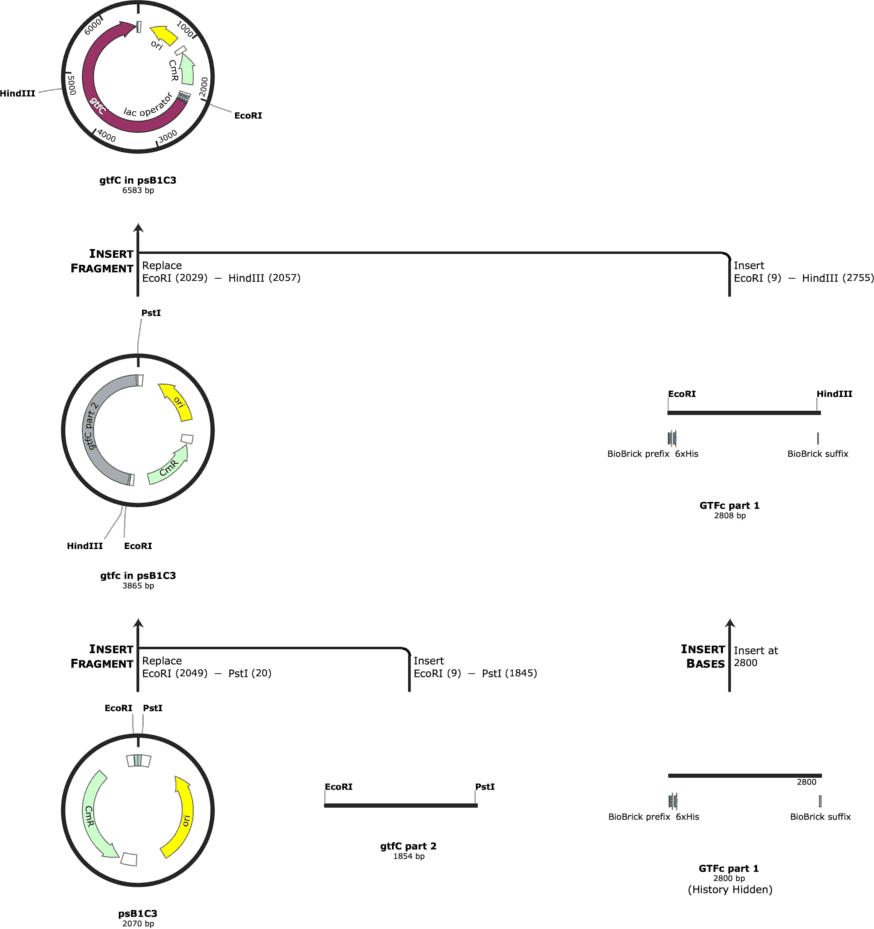 6000
1000
ori
CmR
5000
2000
HindIII
lac operator
EcoRI
gtfC
4000
3000
gtfC in psB1C3
6583 bp
INSERT
FRAGMENT
Replace
EcoRI (2029) – HindIII (2057)
Insert
EcoRI (9) – HindIII (2755)
PstI
ori
gtfC part 2
CmR
HindIII
EcoRI
gtfc in psB1C3
3865 bp
EcoRI
HindIII
BioBrick prefix
6xHis
BioBrick suffix
GTFc part 1
2808 bp
INSERT
FRAGMENT
Replace
EcoRI (2049) – PstI (20)
Insert
EcoRI (9) – PstI (1845)
INSERT
BASES
Insert at
2800
EcoRI
PstI
CmR
ori
psB1C3
2070 bp
EcoRI
PstI
gtfC part 2
1854 bp
2800
BioBrick prefix
6xHis
BioBrick suffix
GTFc part 1
2800 bp
(History Hidden)